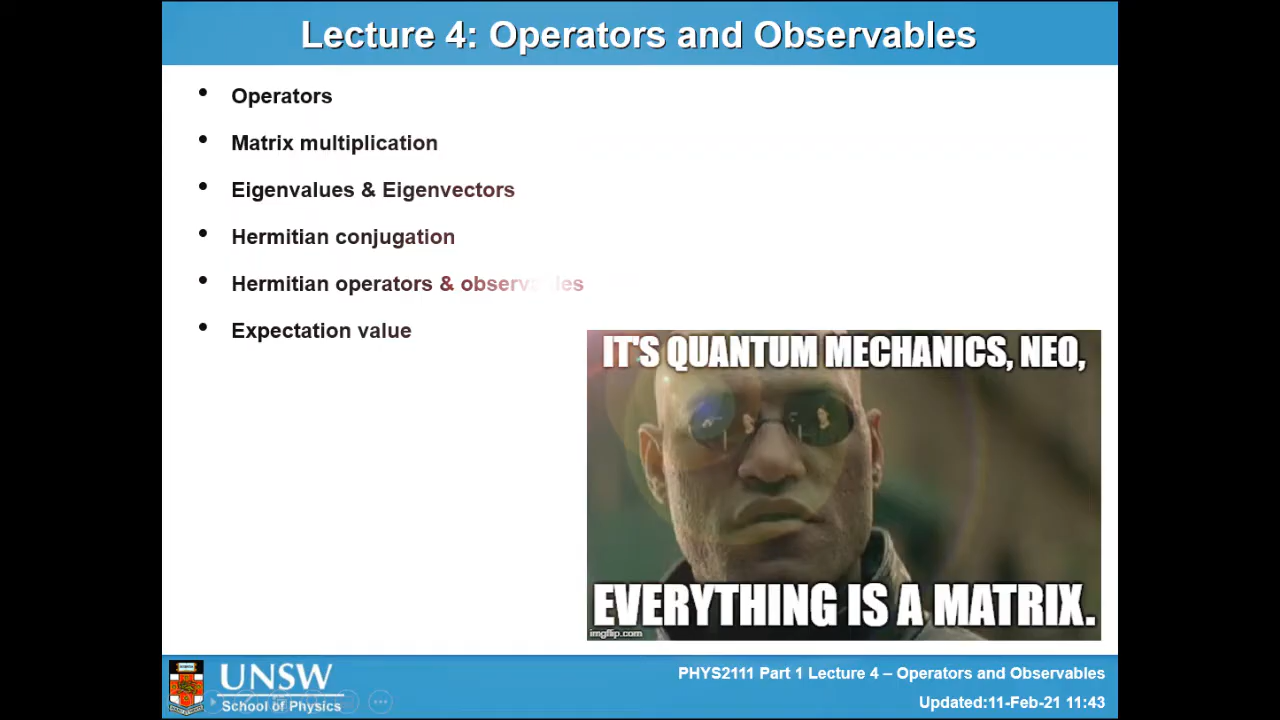 Lecture 4: Operators and Observables
• Operators
• Matrix multiplication
• Eigenvalues & Eigenvectors
• Hermitian conjugation
• Hermitian operators & observables
• Expectation value
IT'S QUANTUM MECHANICS, NEO,
EVERYTHING IS A MATRIX.
imgflip.com
UNSW
School of Physics
PHYS2111 Part 1 Lecture 4 – Operators and Observables
Updated:11-Feb-21 11:43